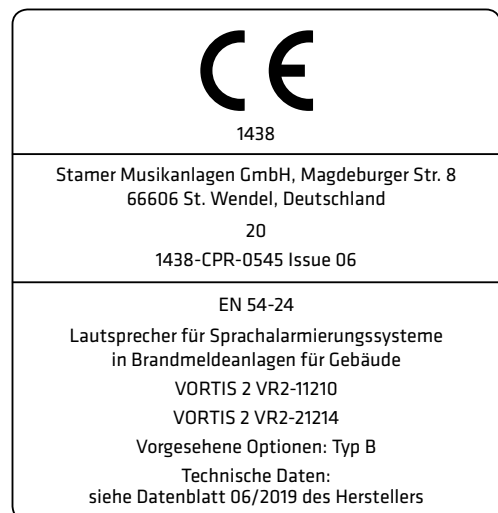 CE
1438
Stamer Musikanlagen GmbH, Magdeburger Str. 8
66606 St. Wendel, Deutschland
20
1438-CPR-0545 Issue 06
EN 54-24
Lautsprecher für Sprachalarmierungssysteme
in Brandmeldeanlagen für Gebäude
VORTIS 2 VR2-11210
VORTIS 2 VR2-21214
Vorgesehene Optionen: Typ B
Technische Daten:
siehe Datenblatt 06/2019 des Herstellers